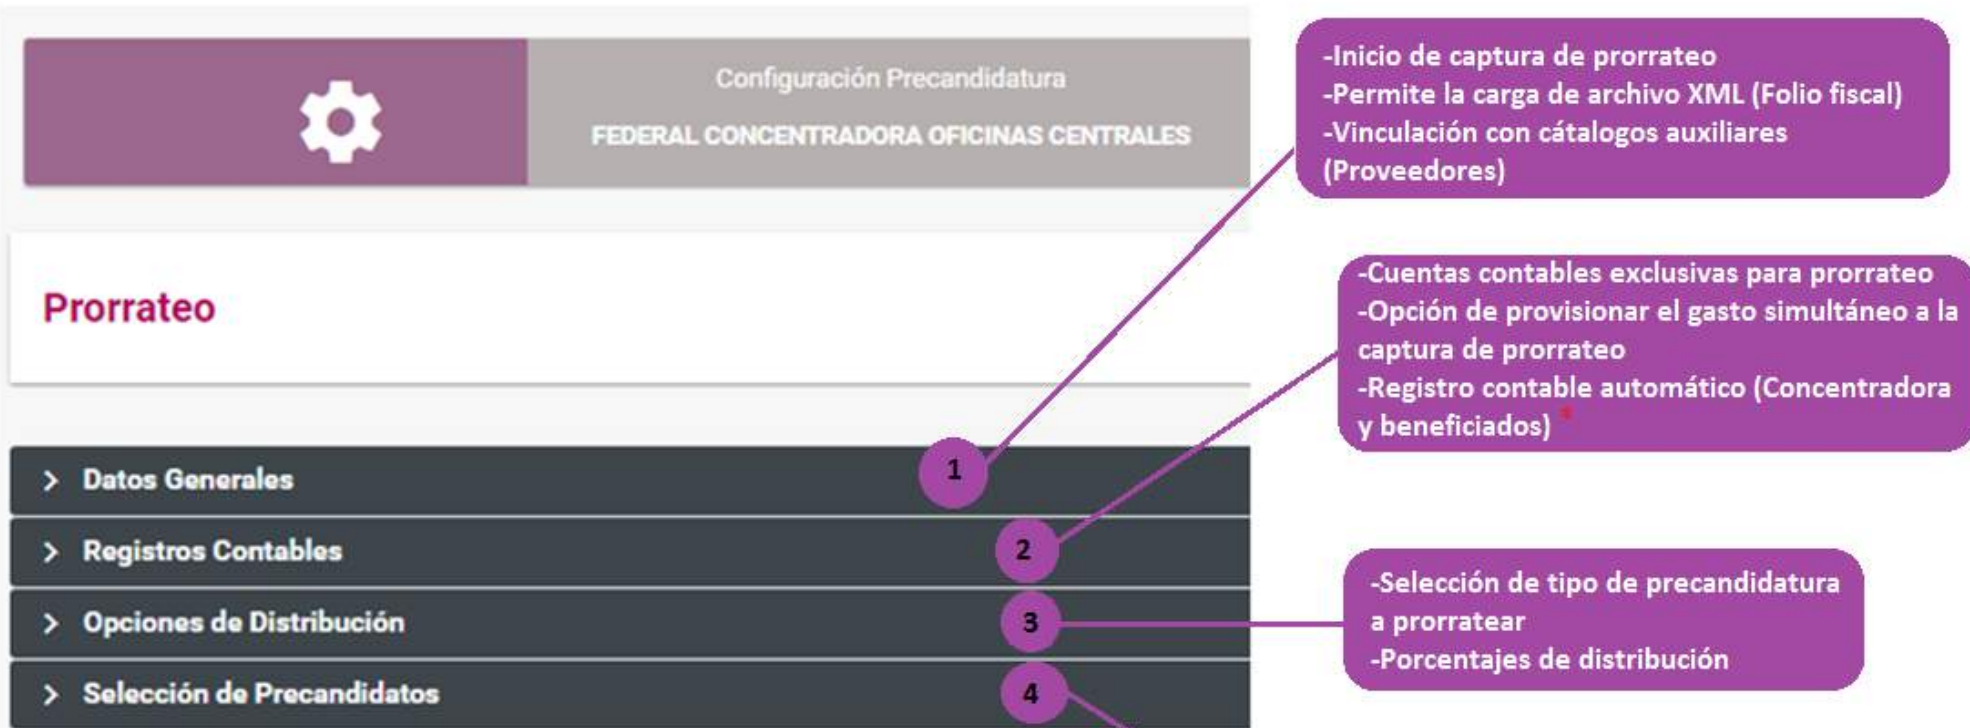 Configuración Precandidatura
FEDERAL CONCENTRADORA OFICINAS CENTRALES
-Inicio de captura de prorrateo
-Permite la carga de archivo XML (Folio fiscal)
-Vinculación con cátalogos auxiliares
(Proveedores)
Prorrateo
-Cuentas contables exclusivas para prorrateo
-Opción de provisionar el gasto simultáneo a la
captura de prorrateo
-Registro contable automático (Concentradora
y beneficiados) *
> Datos Generales 1
> Registros Contables 2
> Opciones de Distribución 3
> Selección de Precandidatos 4
-Selección de tipo de precandidatura
a prorratear
-Porcentajes de distribución